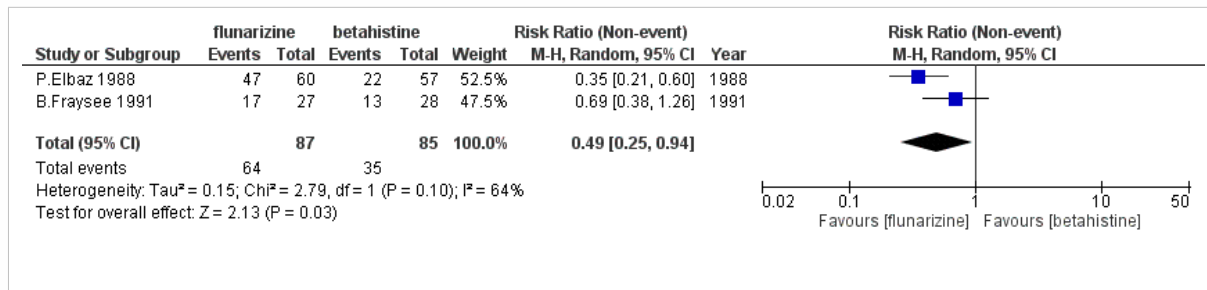 flunarizine betahistine Risk Ratio (Non-event) Risk Ratio (Non-event)
Study or Subgroup Events Total Events Total Weight M-H, Random, 95% CI Year M-H, Random, 95% CI
P.Elbaz 1988 47 60 22 57 52.5% 0.35 [0.21, 0.60] 1988
B.Fraysee 1991 17 27 13 28 47.5% 0.69 [0.38, 1.26] 1991
Total (95% CI) 87 85 100.0% 0.49 [0.25, 0.94]
Total events 64 35
Heterogeneity: Tau² = 0.15; Chi² = 2.79, df = 1 (P = 0.10); I² = 64%
Test for overall effect: Z = 2.13 (P = 0.03)
0.02 0.1 1 10 50
Favours [flunarizine] Favours [betahistine]